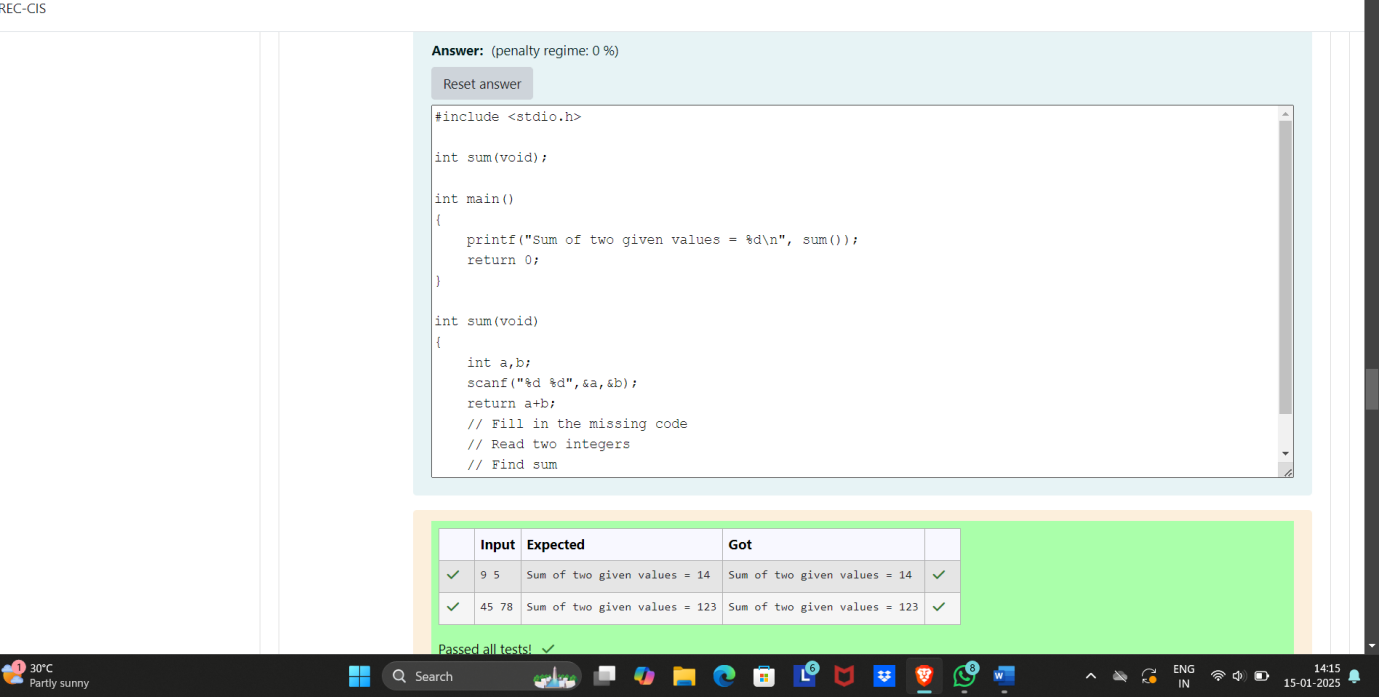 REC-CIS
Answer: (penalty regime: 0 %)
Reset answer
#include <stdio.h>
int sum(void);
int main()
{
printf("Sum of two given values = %d\n", sum());
return 0;
}
int sum(void)
{
int a,b;
scanf("%d %d",&a,&b);
return a+b;
// Fill in the missing code
// Read two integers
// Find sum
Input Expected Got
9 5 Sum of two given values = 14 Sum of two given values = 14
45 78 Sum of two given values = 123 Sum of two given values = 123
Passed all tests!
1 30°C
Partly sunny
Search
L 6
8
W
ENG
IN
14:15
15-01-2025